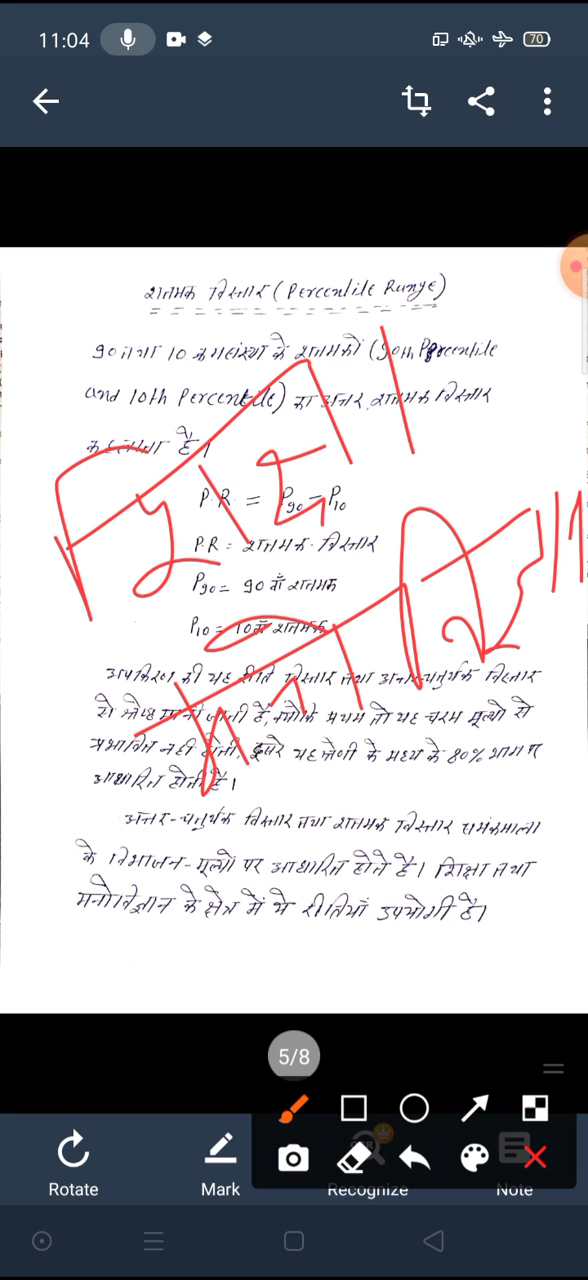 11:04
70
शतमक विस्तार (Percentile Range)
90 तथा 10 क्रमसंख्या के शतमकों (90th Percentile
and 10th Percentile) का अन्तर शतमक विस्तार
कहलाता है।
P.R = P90 - P10
P.R = शतमक विस्तार
P90 = 90 वाँ शतमक
P10 = 10 वाँ शतमक
अपकिरण की यह रीति विस्तार तथा अन्तर-चतुर्थक विस्तार
से श्रेष्ठ मानी जाती है, क्योंकि प्रथम तो यह चरम मूल्यों से
प्रभावित नहीं होती, दूसरे यह श्रेणी के मध्य के 80% भाग पर
आधारित होती है।
अन्तर-चतुर्थक विस्तार तथा शतमक विस्तार समंकमाला
के विभाजन-मूल्यों पर आधारित होते है। शिक्षा तथा
मनोविज्ञान के क्षेत्र में ये रीतियाँ उपयोगी है।
5/8
Rotate
Mark
Recognize
Note